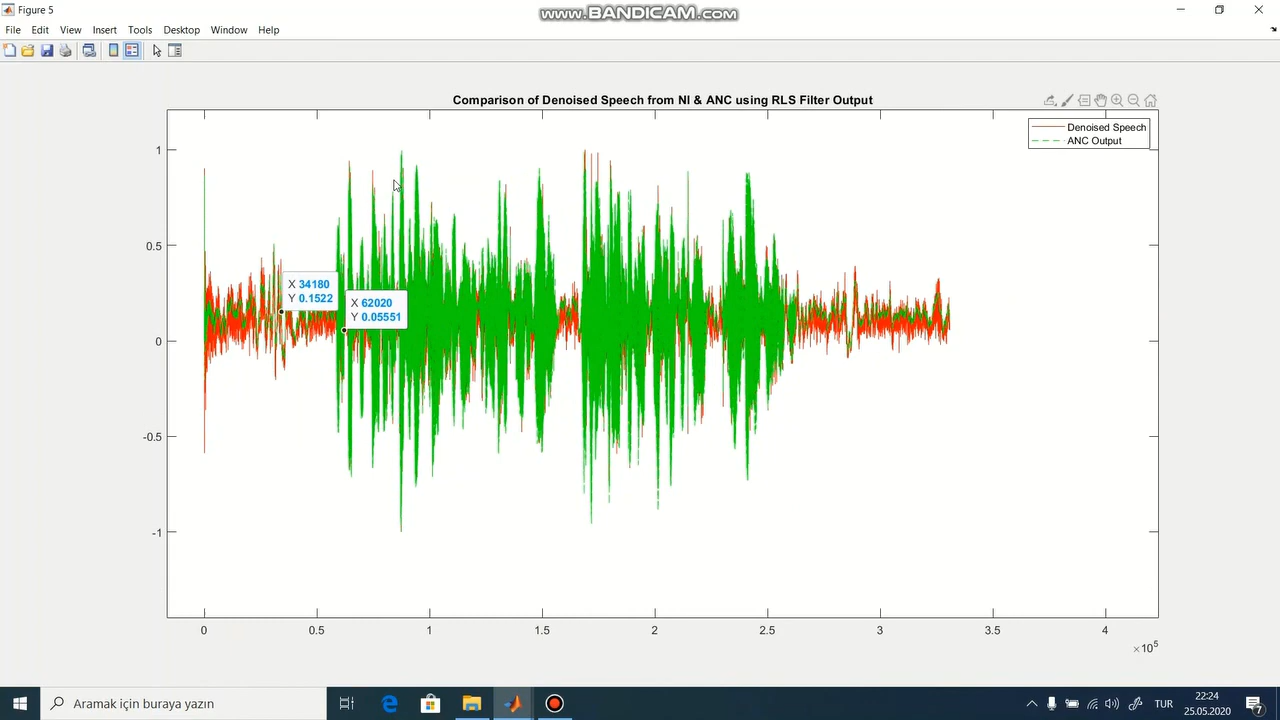 Figure 5
www.BANDICAM.com
File Edit View Insert Tools Desktop Window Help
Comparison of Denoised Speech from NI & ANC using RLS Filter Output
Denoised Speech
ANC Output
1
0.5
0
-0.5
-1
X 34180
Y 0.1522
X 62020
Y 0.05551
0 0.5 1 1.5 2 2.5 3 3.5 4
×10^5
Aramak için buraya yazın
TUR
22:24
25.05.2020
7